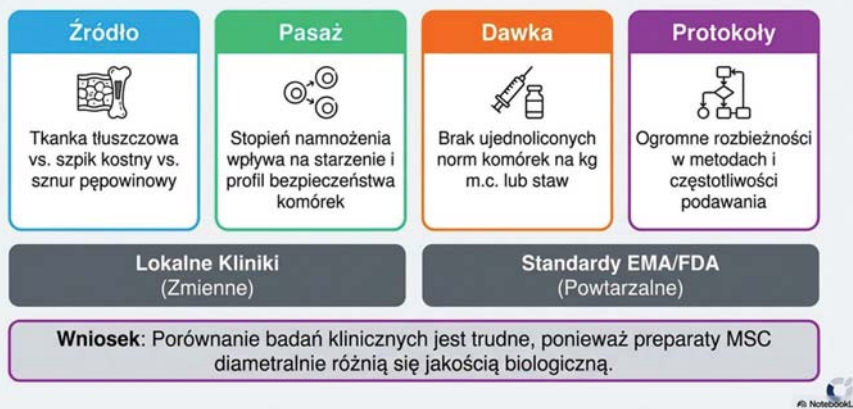 Źródło
Tkanka tłuszczowa
vs. szpik kostny vs.
sznur pępowinowy
Pasaż
Stopień namnożenia
wpływa na starzenie i
profil bezpieczeństwa
komórek
Dawka
Brak ujednoliconych
norm komórek na kg
m.c. lub staw
Protokoły
Ogromne rozbieżności
w metodach i
częstotliwości
podawania
Lokalne Kliniki
(Zmienne)
Standardy EMA/FDA
(Powtarzalne)
Wniosek: Porównanie badań klinicznych jest trudne, ponieważ preparaty MSC
diametralnie różnią się jakością biologiczną.